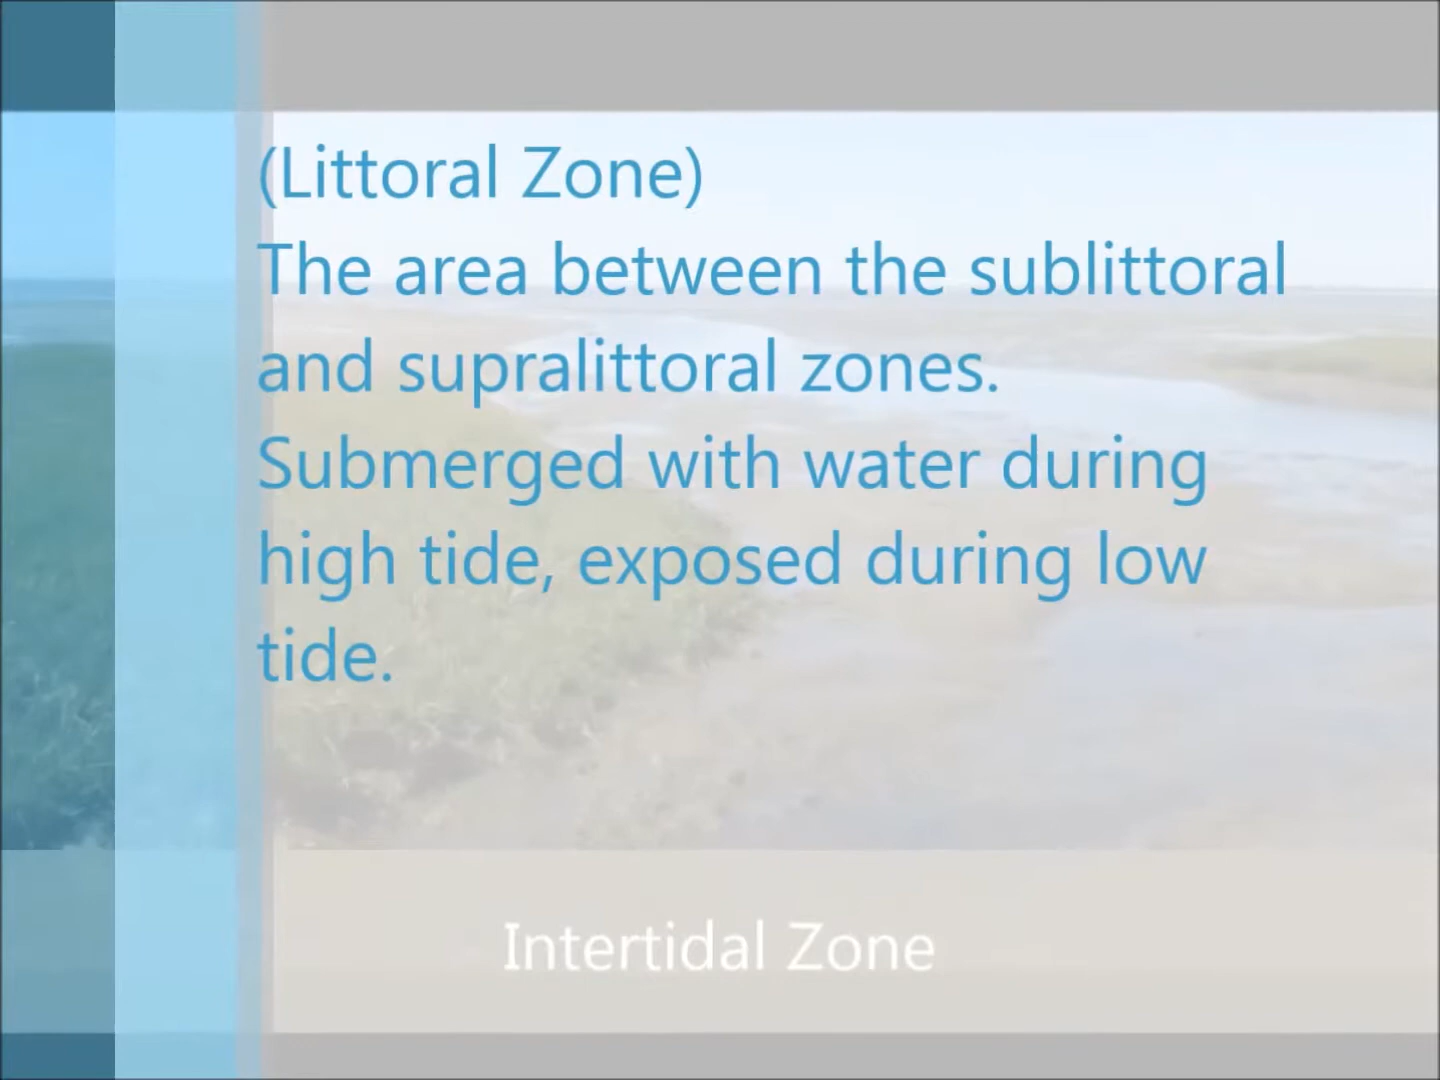 (Littoral Zone)
The area between the sublittoral
and supralittoral zones.
Submerged with water during
high tide, exposed during low
tide.
Intertidal Zone